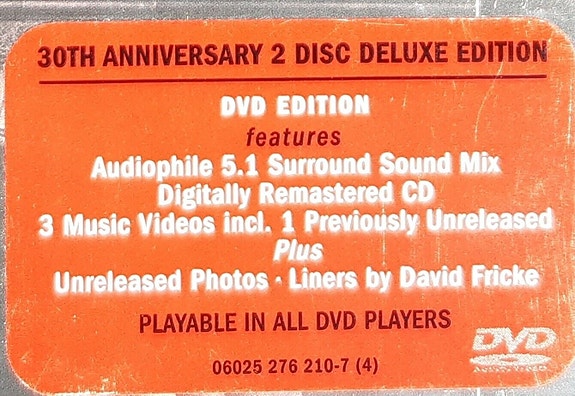 30TH ANNIVERSARY 2 DISC DELUXE EDITION
DVD EDITION
features
Audiophile 5.1 Surround Sound Mix
Digitally Remastered CD
3 Music Videos incl. 1 Previously Unreleased
Plus
Unreleased Photos · Liners by David Fricke
PLAYABLE IN ALL DVD PLAYERS
DVD
AUDIO/VIDEO
06025 276 210-7 (4)